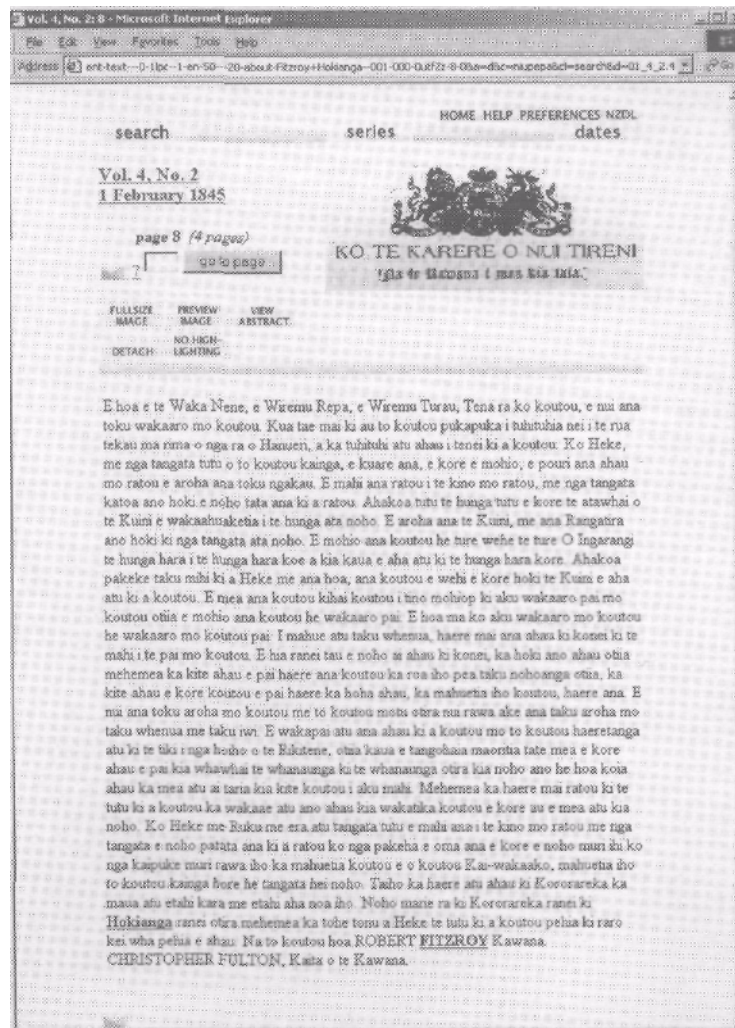 Vol. 4, No. 2: 8 - Microsoft Internet Explorer
File Edit View Favorites Tools Help
Address
HOME HELP PREFERENCES NZDL
search series dates
Vol. 4, No. 2
1 February 1845
page 8 (4 pages)
go to page
?
KO TE KARERE O NUI TIRENI
FULLSIZE IMAGE PREVIEW IMAGE VIEW ABSTRACT
DETACH NO HIGH-LIGHTING
E hoa e te Waka Nene, e Wiremu Repa, e Wiremu Turau, Tena ra ko koutou, e nui ana
toku wakaaro mo koutou. Kua tae mai ki au to koutou pukapuka i tuhituhia nei i te rua
tekau ma rima o nga ra o Hanueri, a ka tuhituhi atu ahau i tenei ki a koutou. Ko Heke,
me nga tangata tutu o to koutou kainga, e kuare ana, e kore e mohio, e pouri ana ahau
mo ratou e aroha ana toku ngakau. E mahi ana ratou i te kino mo ratou, me nga tangata
katoa ano hoki e noho tata ana ki a ratou. Ahakoa tutu te hunga tutu e kore te atawhai o
te Kuini e wakaahuaketia i te hunga ata noho. E aroha ana te Kuini, me ana Rangatira
ano hoki ki nga tangata ata noho. E mohio ana koutou he ture wehe te ture O Ingarangi
te hunga hara i te hunga hara koe a kia kaua e aha atu ki te hunga hara kore. Ahakoa
pakeke taku mihi ki a Heke me ana hoa, ana koutou e wehi e kore hoki te Kuini e aha
atu ki a koutou. E mea ana koutou kihai koutou i tino mohiop ki aku wakaaro pai mo
koutou otiia e mohio ana koutou he wakaaro pai. E hoa ma ko aku wakaaro mo koutou
he wakaaro mo koutou pai. I mahue atu taku whenua, haere mai ana ahau ki konei ki te
mahi i te pai mo koutou. E hia ranei tau e noho ai ahau ki konei, ka hoki ano ahau otiia
mehemea ka kite ahau e pai haere ana koutou ka roa iho pea taku nohoanga otiia, ka
kite ahau e kore koutou e pai haere ka hoha ahau, ka mahuetia iho koutou, haere ana. E
nui ana toku aroha mo koutou me to koutou motu otira nui rawa ake ana taku aroha mo
taku whenua me taku iwi. E wakapai atu ana ahau ki a koutou mo to koutou haeretanga
atu ki te tiki i nga hoiho o te Rikitene, otiia kaua e tangohaia maoritia tate mea e kore
ahau e pai kia whawhai te whanaunga ki te whanaunga otira kia noho ano he hoa koia
ahau ka mea atu ai taria kia kite koutou i aku mahi. Mehemea ka haere mai ratou ki te
tutu ki a koutou ka wakaae atu ano ahau kia wakatika koutou e kore au e mea atu kia
noho. Ko Heke me Ruku me era atu tangata tutu e mahi ana i te kino mo ratou me nga
tangata e noho patata ana ki a ratou ko nga pakeha e oma ana e kore e noho muri ihi ko
nga kaipuke muri rawa iho ka mahuetia koutou e o koutou Kai-wakaako, mahuetia iho
to koutou kainga hore he tangata hei noho. Taiho ka haere atu ahau ki Kororareka ka
maua atu etahi kara me etahi aha noa iho. Noho mane ra ki Kororareka ranei ki
Hokianga ranei otira mehemea ka tohe tonu a Heke te tutu ki a koutou pehia ki raro
kei wha pehia e ahau. Na to koutou hoa ROBERT FITZROY Kawana.
CHRISTOPHER FULTON, Kaita o te Kawana.